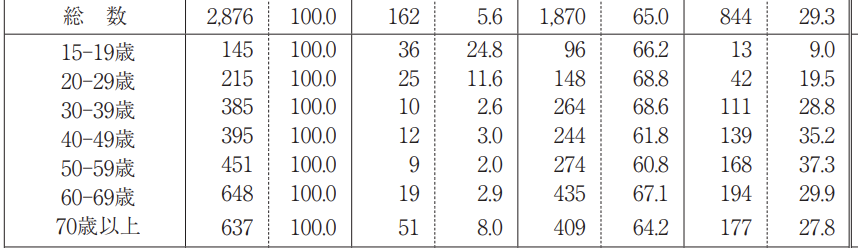 総 数 2,876 100.0 162 5.6 1,870 65.0 844 29.3
15-19歳 145 100.0 36 24.8 96 66.2 13 9.0
20-29歳 215 100.0 25 11.6 148 68.8 42 19.5
30-39歳 385 100.0 10 2.6 264 68.6 111 28.8
40-49歳 395 100.0 12 3.0 244 61.8 139 35.2
50-59歳 451 100.0 9 2.0 274 60.8 168 37.3
60-69歳 648 100.0 19 2.9 435 67.1 194 29.9
70歳以上 637 100.0 51 8.0 409 64.2 177 27.8